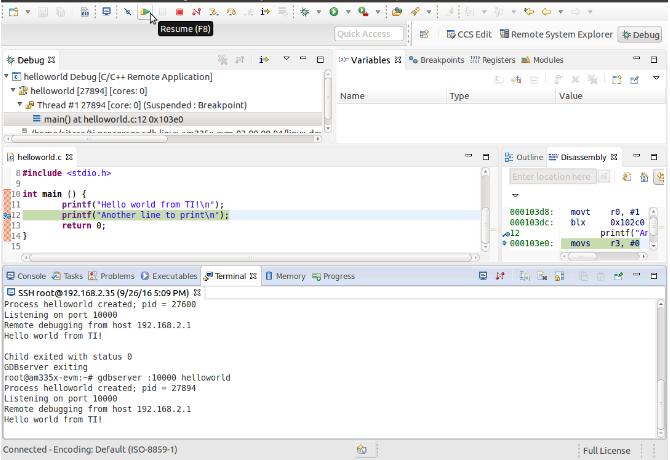 Resume (F8)
Quick Access
CCS Edit
Remote System Explorer
Debug
Debug
helloworld Debug [C/C++ Remote Application]
helloworld [27894] [cores: 0]
Thread #1 27894 [core: 0] (Suspended : Breakpoint)
main() at helloworld.c:12 0x103e0
Variables
Breakpoints
Registers
Modules
Name
Type
Value
helloworld.c
8 #include <stdio.h>
9
10 int main () {
11 printf("Hello world from TI!\n");
12 printf("Another line to print\n");
13 return 0;
14 }
15
Outline
Disassembly
Enter location here
000103d8: movt r0, #1
000103dc: blx 0x102c0
12 printf("An
000103e0: movs r3, #0
Console
Tasks
Problems
Executables
Terminal
Memory
Progress
SSH root@192.168.2.35 (9/26/16 5:09 PM)
Process helloworld created; pid = 27600
Listening on port 10000
Remote debugging from host 192.168.2.1
Hello world from TI!
Child exited with status 0
GDBserver exiting
root@am335x-evm:~# gdbserver :10000 helloworld
Process helloworld created; pid = 27894
Listening on port 10000
Remote debugging from host 192.168.2.1
Hello world from TI!
Connected - Encoding: Default (ISO-8859-1)
Full License